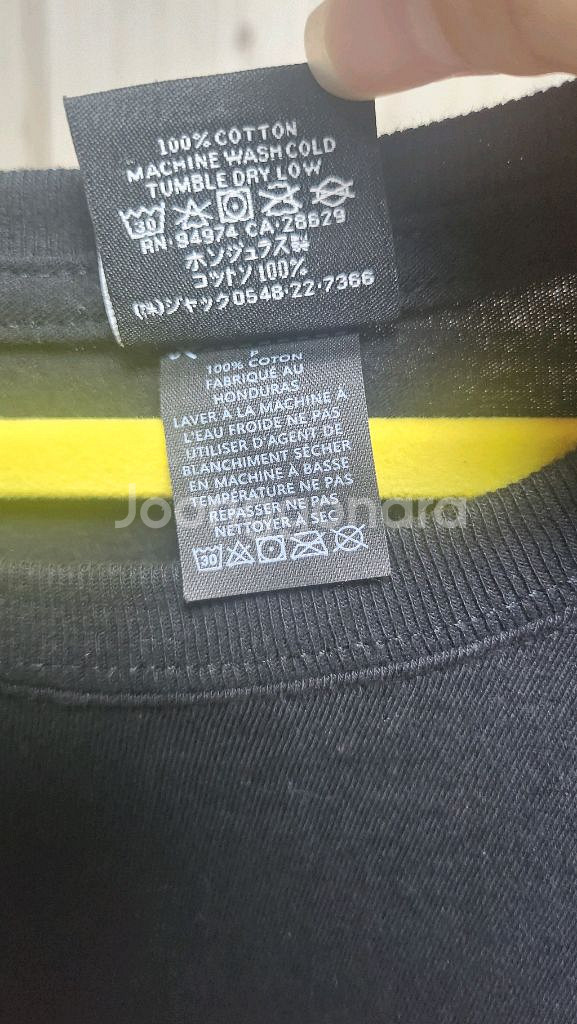 100% COTTON
MACHINE WASH COLD
TUMBLE DRY LOW
30
RN·94974 CA·28629
ホンジュラス製
コットン100%
(株)ジャック0548·22·7366
P
100% COTON
FABRIQUÉ AU
HONDURAS
LAVER À LA MACHINE À
L'EAU FROIDE NE PAS
UTILISER D'AGENT DE
BLANCHIMENT SÉCHER
EN MACHINE À BASSE
TEMPÉRATURE NE PAS
REPASSER NE PAS
NETTOYER À SEC
30